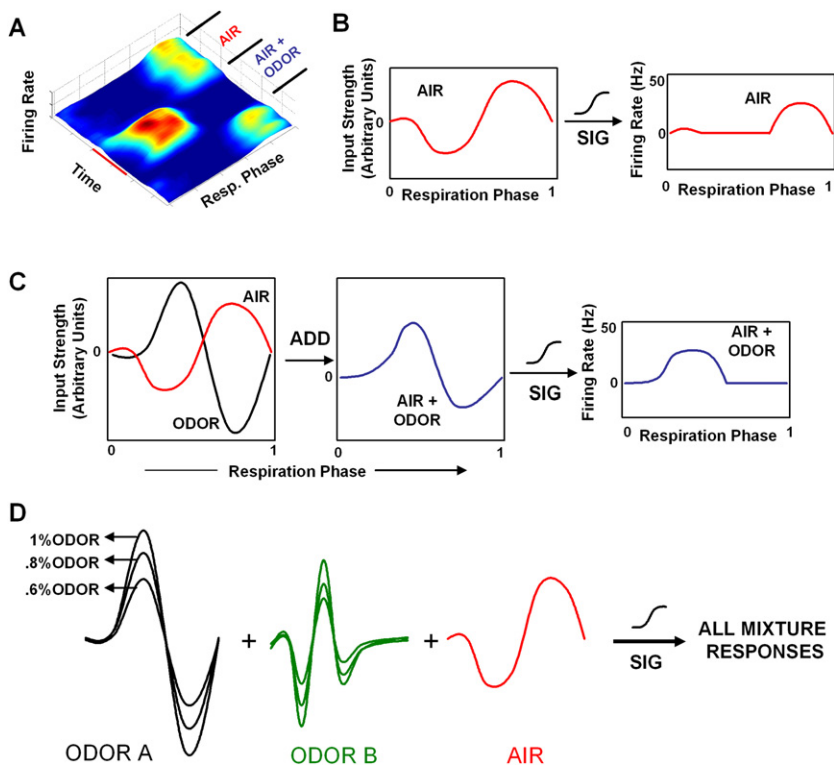 A
Firing Rate
AIR
AIR +
ODOR
Time
Resp. Phase
B
Input Strength
(Arbitrary Units)
0
AIR
0
1
Respiration Phase
SIG
Firing Rate (Hz)
50
0
AIR
0
1
Respiration Phase
C
Input Strength
(Arbitrary Units)
0
AIR
ODOR
0
1
ADD
0
AIR +
ODOR
0
1
Respiration Phase
SIG
Firing Rate (Hz)
50
0
AIR +
ODOR
0
1
Respiration Phase
D
1%ODOR
.8%ODOR
.6%ODOR
ODOR A
+
ODOR B
+
AIR
SIG
ALL MIXTURE
RESPONSES